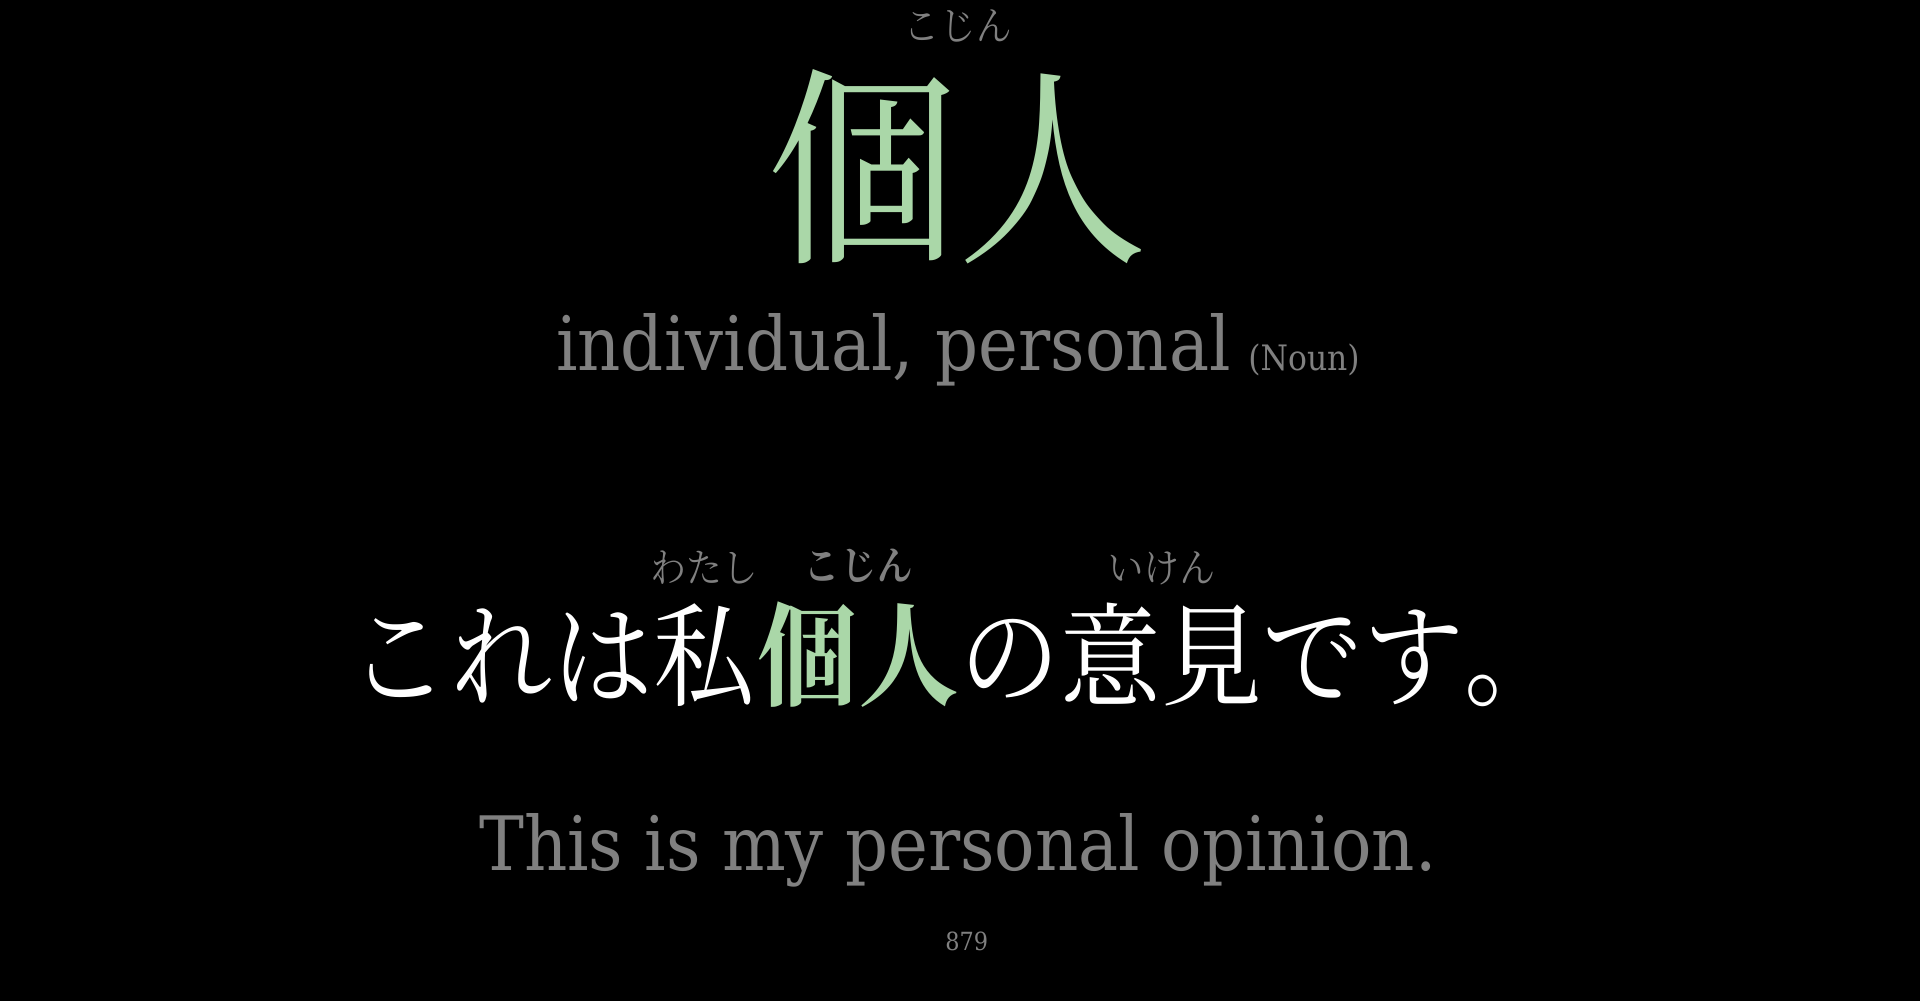 こじん
個人
individual, personal (Noun)
わたし こじん いけん
これは私個人の意見です。
This is my personal opinion.
879